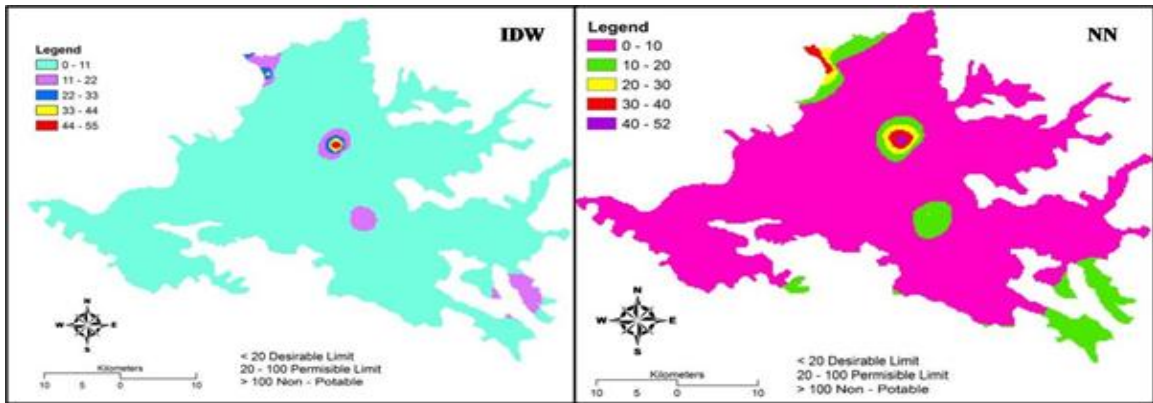 IDW
Legend
0 - 11
11 - 22
22 - 33
33 - 44
44 - 55
N
W E
S
Kilometers
10 5 0 10
< 20 Desirable Limit
20 - 100 Permisible Limit
> 100 Non - Potable
NN
Legend
0 - 10
10 - 20
20 - 30
30 - 40
40 - 52
N
W E
S
Kilometers
10 5 0 10
< 20 Desirable Limit
20 - 100 Permisible Limit
> 100 Non - Potable